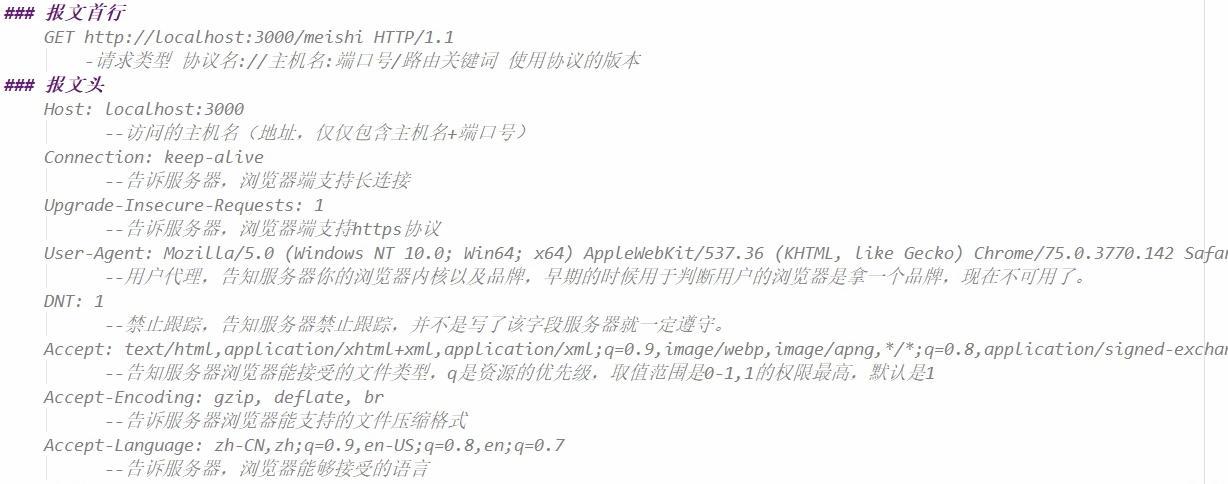 ### 报文首行
GET http://localhost:3000/meishi HTTP/1.1
-请求类型 协议名://主机名:端口号/路由关键词 使用协议的版本
### 报文头
Host: localhost:3000
--访问的主机名（地址，仅仅包含主机名+端口号）
Connection: keep-alive
--告诉服务器，浏览器端支持长连接
Upgrade-Insecure-Requests: 1
--告诉服务器，浏览器端支持https协议
User-Agent: Mozilla/5.0 (Windows NT 10.0; Win64; x64) AppleWebKit/537.36 (KHTML, like Gecko) Chrome/75.0.3770.142 Safar
--用户代理，告知服务器你的浏览器内核以及品牌，早期的时候用于判断用户的浏览器是拿一个品牌，现在不可用了。
DNT: 1
--禁止跟踪，告知服务器禁止跟踪，并不是写了该字段服务器就一定遵守。
Accept: text/html,application/xhtml+xml,application/xml;q=0.9,image/webp,image/apng,*/*;q=0.8,application/signed-exchan
--告知服务器浏览器能接受的文件类型，q是资源的优先级，取值范围是0-1,1的权限最高，默认是1
Accept-Encoding: gzip, deflate, br
--告诉服务器浏览器能支持的文件压缩格式
Accept-Language: zh-CN,zh;q=0.9,en-US;q=0.8,en;q=0.7
--告诉服务器，浏览器能够接受的语言